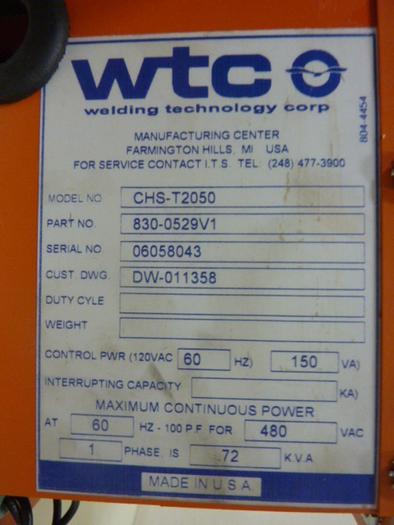 wtc
welding technology corp
804-4454
MANUFACTURING CENTER
FARMINGTON HILLS, MI USA
FOR SERVICE CONTACT I.T.S. TEL: (248) 477-3900
MODEL NO. CHS-T2050
PART NO. 830-0529V1
SERIAL NO. 06058043
CUST. DWG. DW-011358
DUTY CYLE
WEIGHT
CONTROL PWR (120VAC 60 HZ) 150 VA)
INTERRUPTING CAPACITY KA)
MAXIMUM CONTINUOUS POWER
AT 60 HZ - 100 P.F. FOR 480 VAC
1 PHASE, IS 72 K.V.A
MADE IN U.S.A.